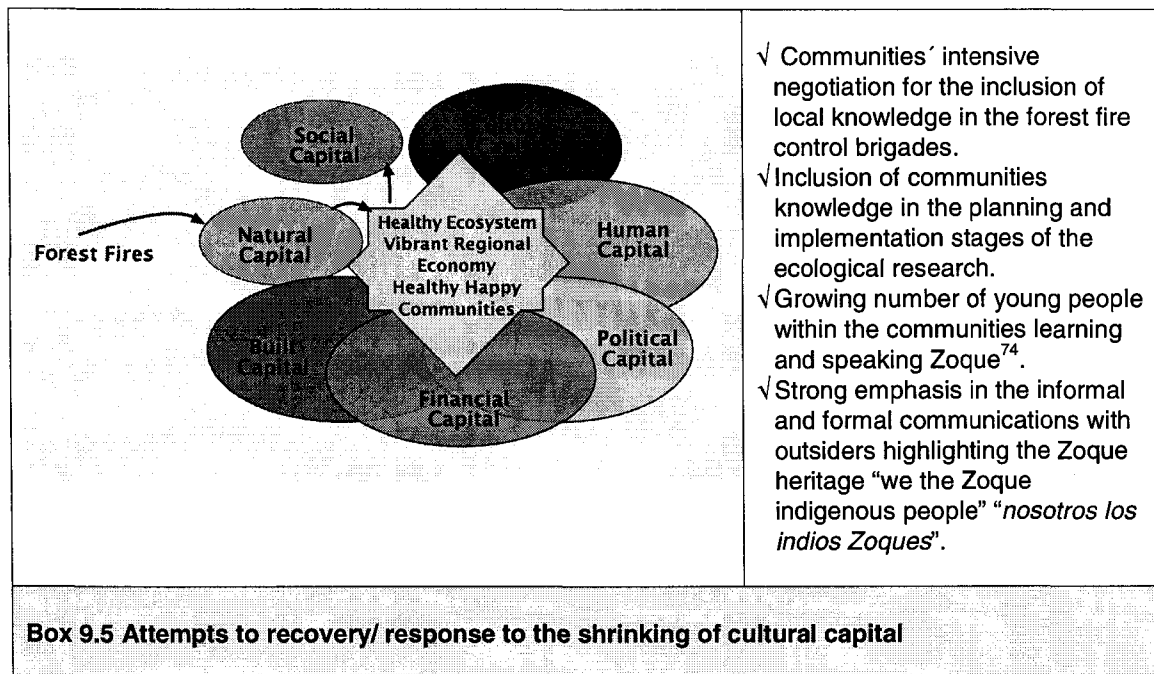 Social
Capital
Forest Fires
Natural
Capital
Healthy Ecosystem
Vibrant Regional
Economy
Healthy Happy
Communities
Human
Capital
Built
Capital
Political
Capital
Financial
Capital
√ Communities´ intensive
negotiation for the inclusion of
local knowledge in the forest fire
control brigades.
√ Inclusion of communities
knowledge in the planning and
implementation stages of the
ecological research.
√ Growing number of young people
within the communities learning
and speaking Zoque74.
√ Strong emphasis in the informal
and formal communications with
outsiders highlighting the Zoque
heritage “we the Zoque
indigenous people” “nosotros los
indios Zoques”.
Box 9.5 Attempts to recovery/ response to the shrinking of cultural capital